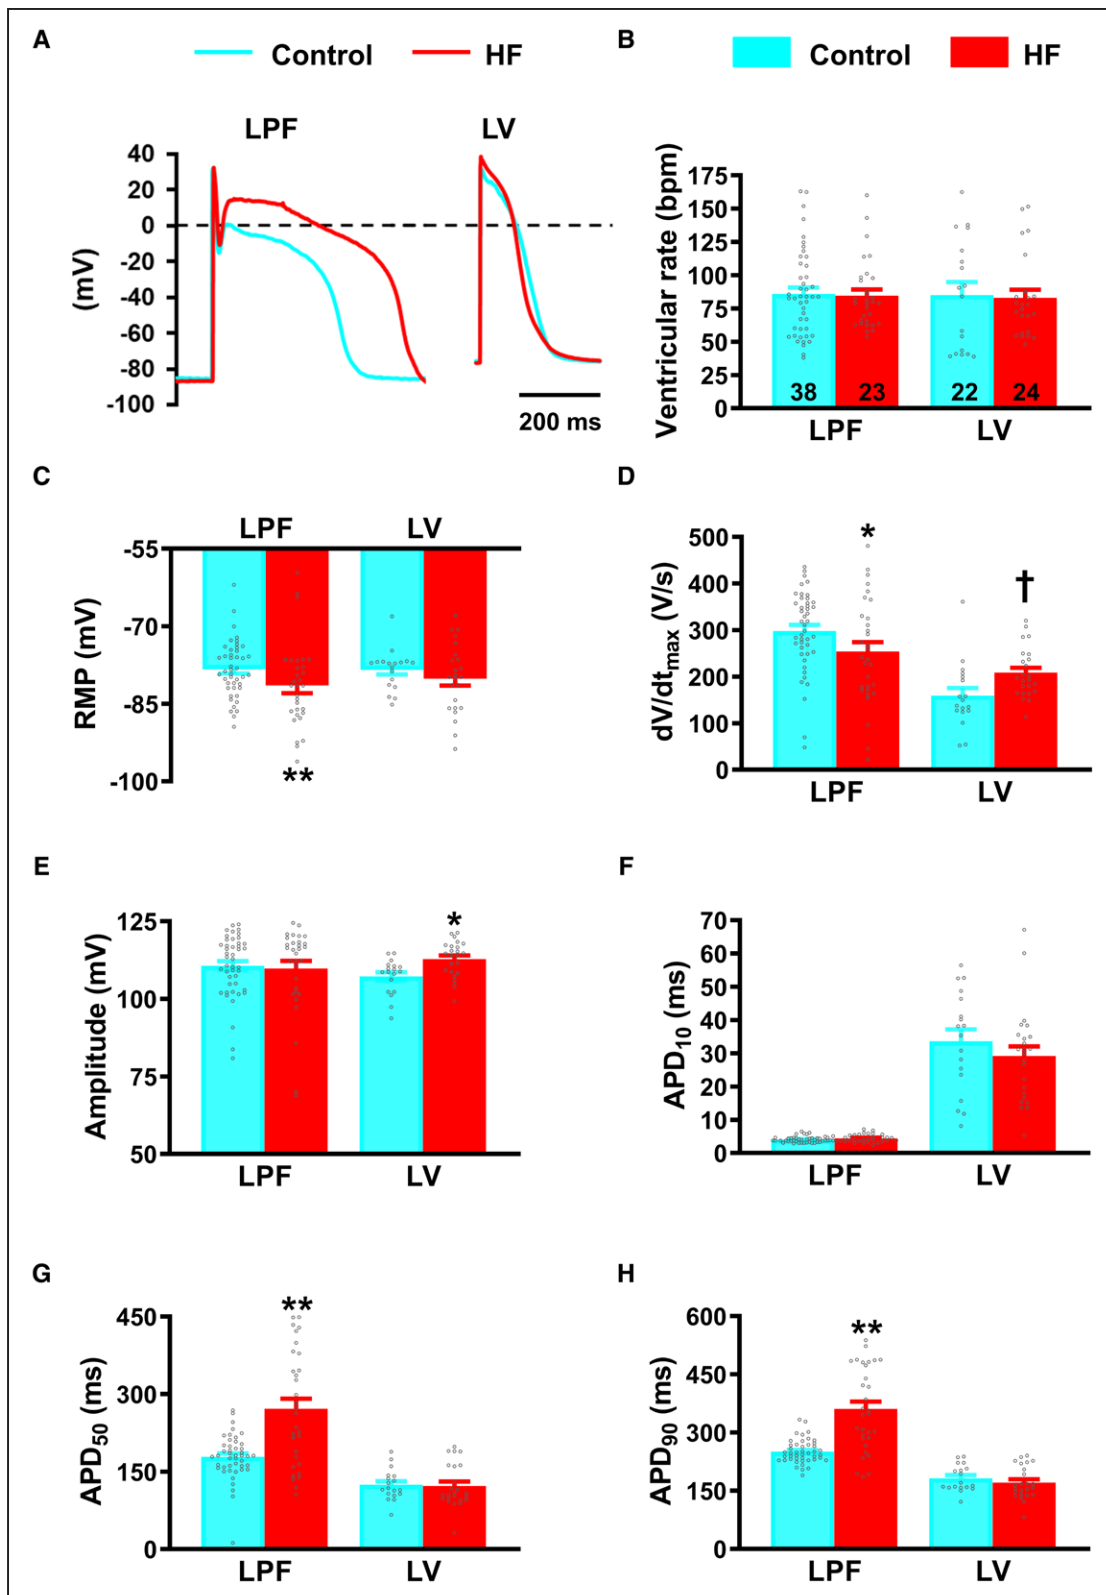 A
Control HF
LPF LV
40
20
0
-20
-40
-60
-80
-100
(mV)
200 ms
B
Control HF
Ventricular rate (bpm)
175
150
125
100
75
50
25
0
38 23 22 24
LPF LV
C
LPF LV
RMP (mV)
-55
-70
-85
-100
**
D
dV/dtmax (V/s)
500
400
300
200
100
0
* †
LPF LV
E
Amplitude (mV)
125
100
75
50
*
LPF LV
F
APD10 (ms)
70
60
50
40
30
20
10
0
LPF LV
G
APD50 (ms)
450
300
150
0
**
LPF LV
H
APD90 (ms)
600
450
300
150
0
**
LPF LV